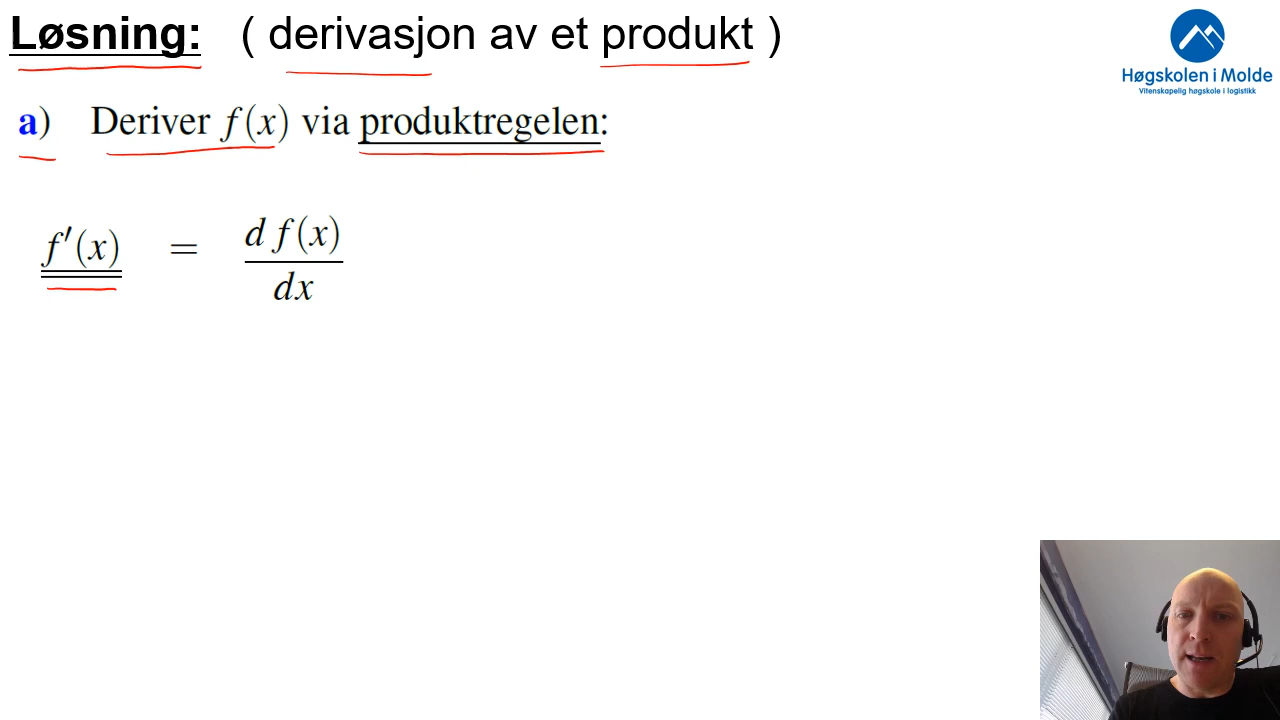 Løsning: ( derivasjon av et produkt )
Høgskolen i Molde
Vitenskapelig høgskole i logistikk
a) Deriver f(x) via produktregelen:
f′(x) = d f(x) / dx